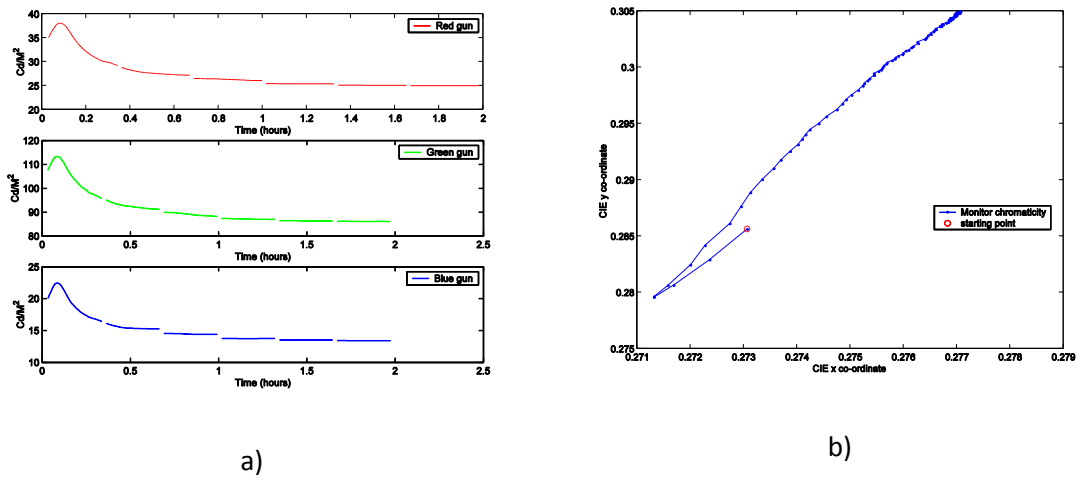 40
35
30
25
20
Cd/M²
Red gun
0 0.2 0.4 0.6 0.8 1 1.2 1.4 1.6 1.8 2
Time (hours)
120
110
100
90
80
Cd/M²
Green gun
0 0.5 1 1.5 2 2.5
Time (hours)
25
20
15
10
Cd/M²
Blue gun
0 0.5 1 1.5 2 2.5
Time (hours)
a)
0.305
0.3
0.295
0.29
0.285
0.28
0.275
CIE y co-ordinate
Monitor chromaticity
starting point
0.271 0.272 0.273 0.274 0.275 0.276 0.277 0.278 0.279
CIE x co-ordinate
b)